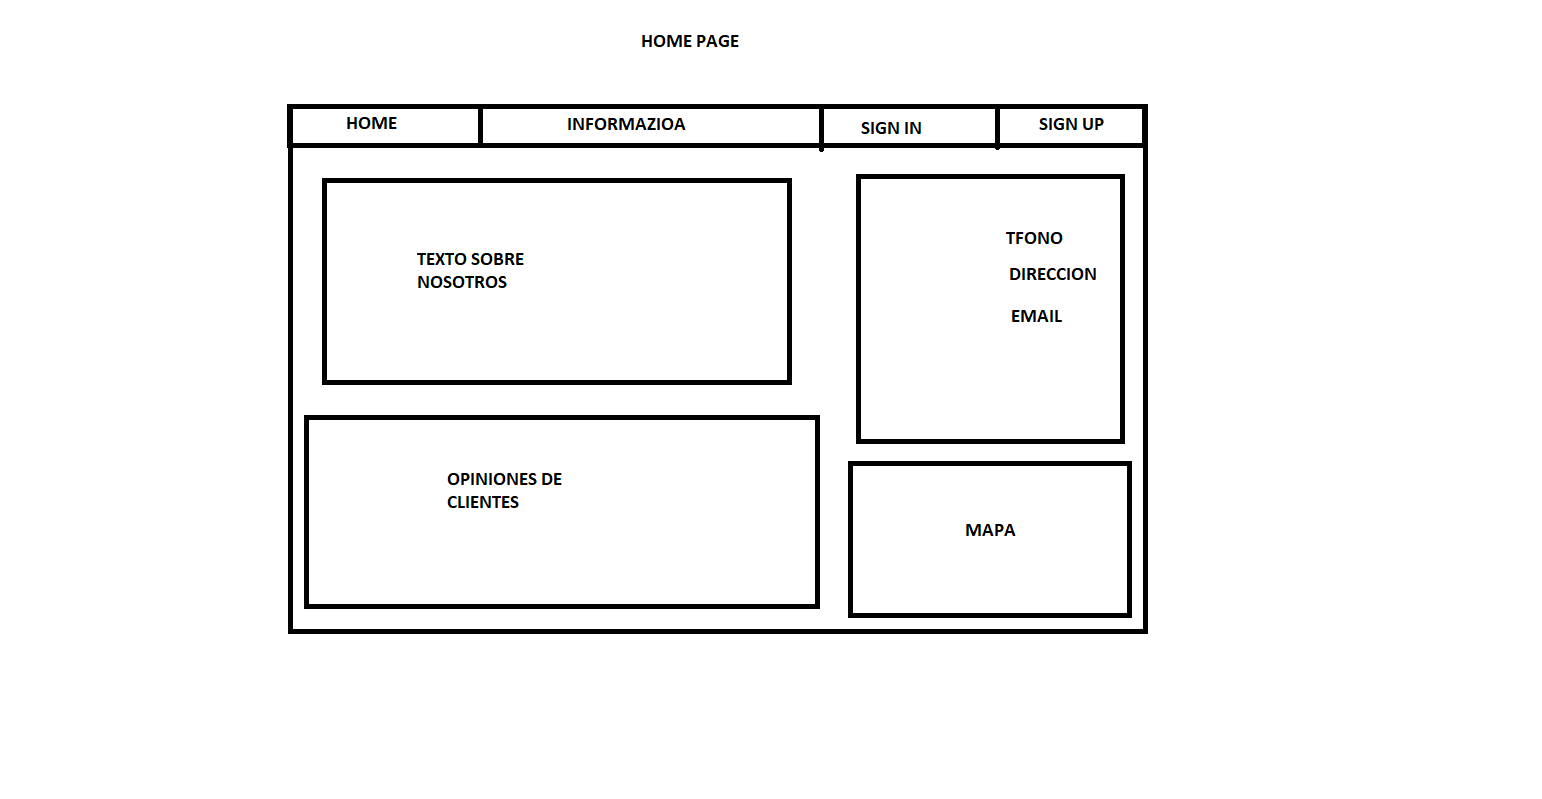 HOME PAGE
HOME
INFORMAZIOA
SIGN IN
SIGN UP
TEXTO SOBRE
NOSOTROS
TFONO
DIRECCION
EMAIL
OPINIONES DE
CLIENTES
MAPA